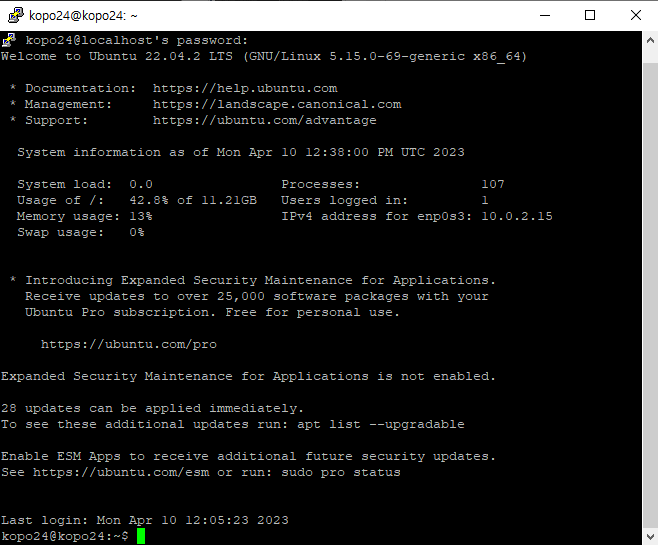 kopo24@kopo24: ~
kopo24@localhost's password:
Welcome to Ubuntu 22.04.2 LTS (GNU/Linux 5.15.0-69-generic x86_64)
* Documentation:  https://help.ubuntu.com
* Management:     https://landscape.canonical.com
* Support:        https://ubuntu.com/advantage
System information as of Mon Apr 10 12:38:00 PM UTC 2023
System load:  0.0                Processes:               107
Usage of /:   42.8% of 11.21GB   Users logged in:         1
Memory usage: 13%                IPv4 address for enp0s3: 10.0.2.15
Swap usage:   0%
* Introducing Expanded Security Maintenance for Applications.
Receive updates to over 25,000 software packages with your
Ubuntu Pro subscription. Free for personal use.
https://ubuntu.com/pro
Expanded Security Maintenance for Applications is not enabled.
28 updates can be applied immediately.
To see these additional updates run: apt list --upgradable
Enable ESM Apps to receive additional future security updates.
See https://ubuntu.com/esm or run: sudo pro status
Last login: Mon Apr 10 12:05:23 2023
kopo24@kopo24:~$